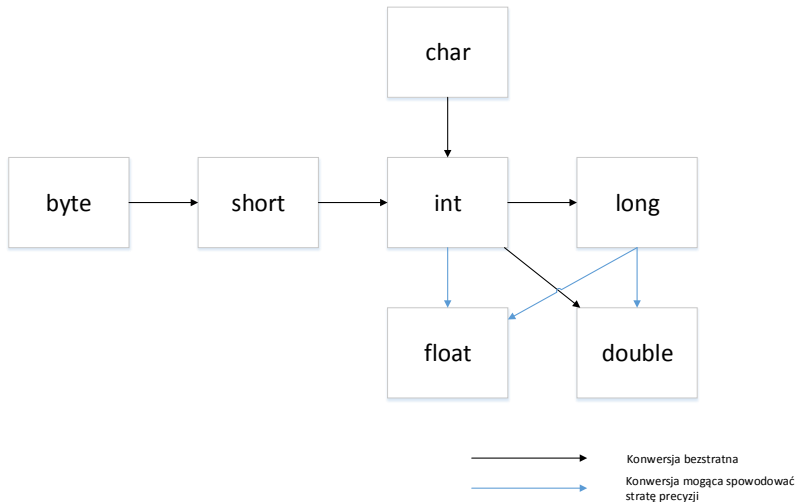 char
byte
short
int
long
float
double
Konwersja bezstratna
Konwersja mogąca spowodować
stratę precyzji